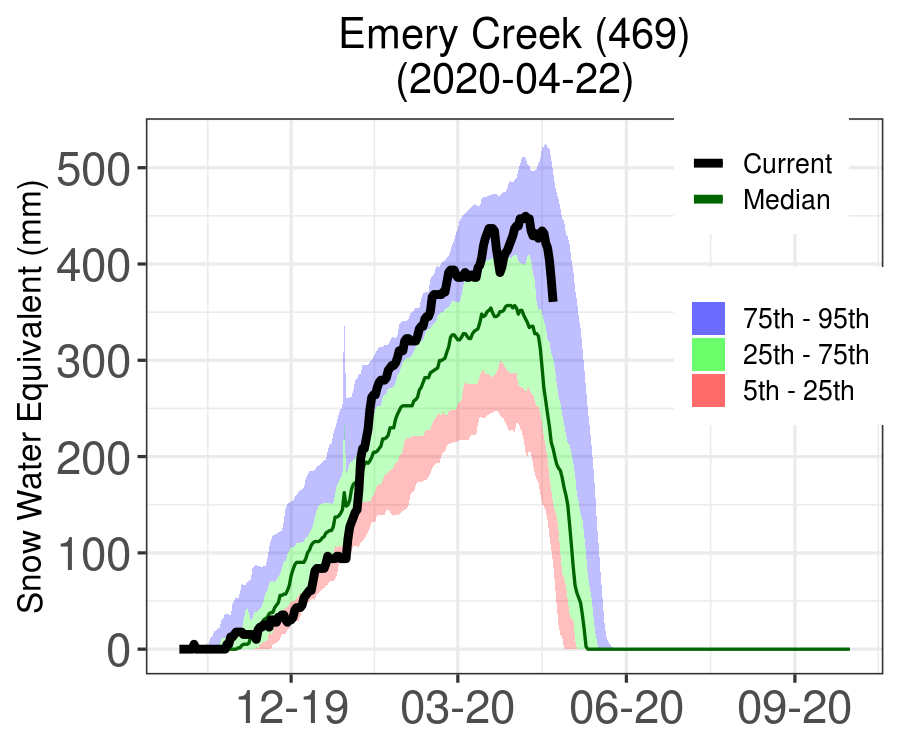 Emery Creek (469)
(2020-04-22)
Snow Water Equivalent (mm)
500
400
300
200
100
0
12-19
03-20
06-20
09-20
Current
Median
75th - 95th
25th - 75th
5th - 25th